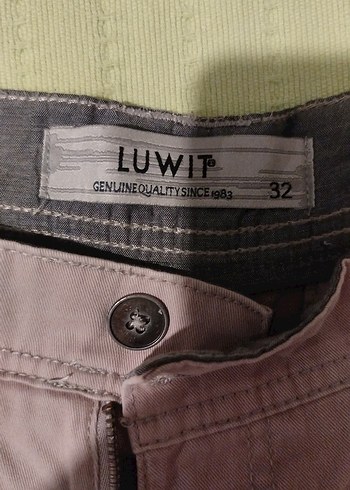 LUWIT®
GENUINE QUALITY SINCE 1983
32